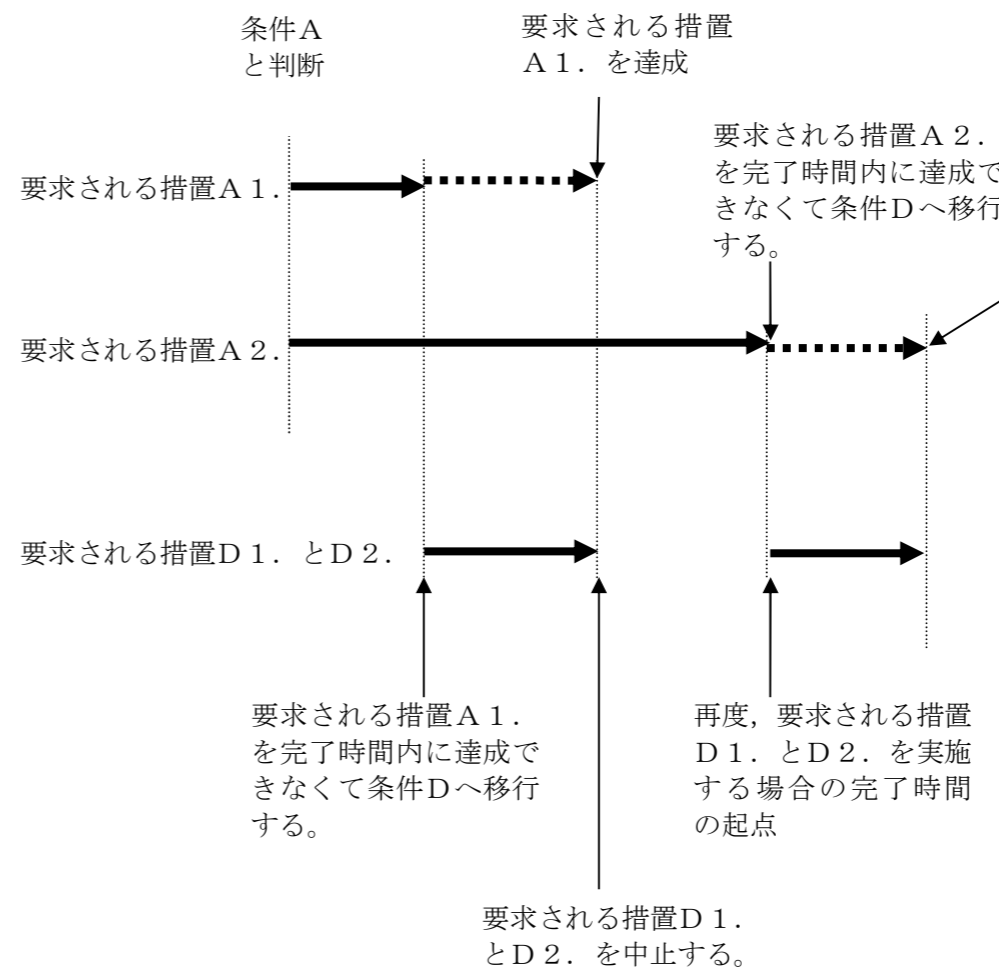 条件A
と判断
要求される措置
A1.を達成
要求される措置A2.
を完了時間内に達成で
きなくて条件Dへ移行
する。
要求される措置A1.
要求される措置A2.
要求される措置D1.とD2.
要求される措置A1.
を完了時間内に達成で
きなくて条件Dへ移行
する。
再度，要求される措置
D1.とD2.を実施
する場合の完了時間
の起点
要求される措置D1.
とD2.を中止する。